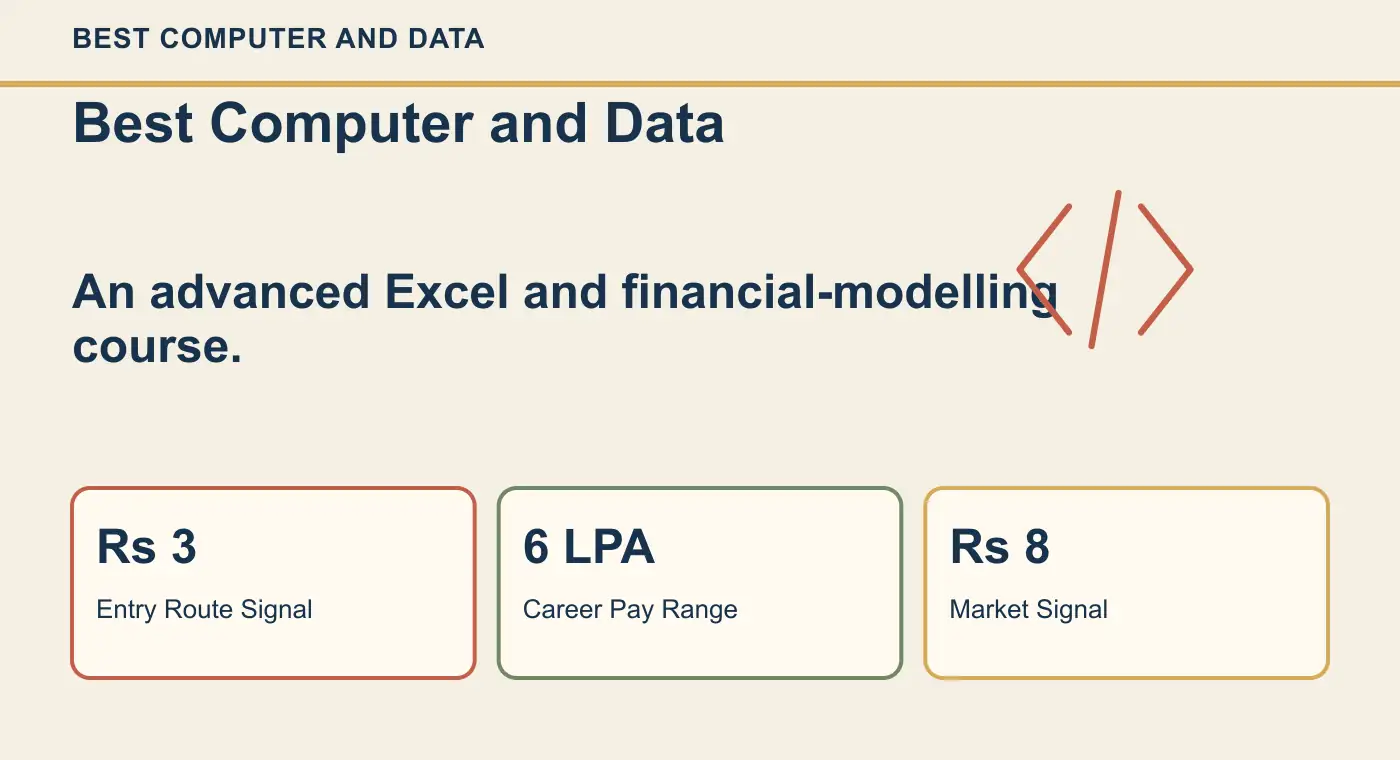 BEST COMPUTER AND DATA
Best Computer and Data
An advanced Excel and financial-modelling
course.
Rs 3
Entry Route Signal
6 LPA
Career Pay Range
Rs 8
Market Signal